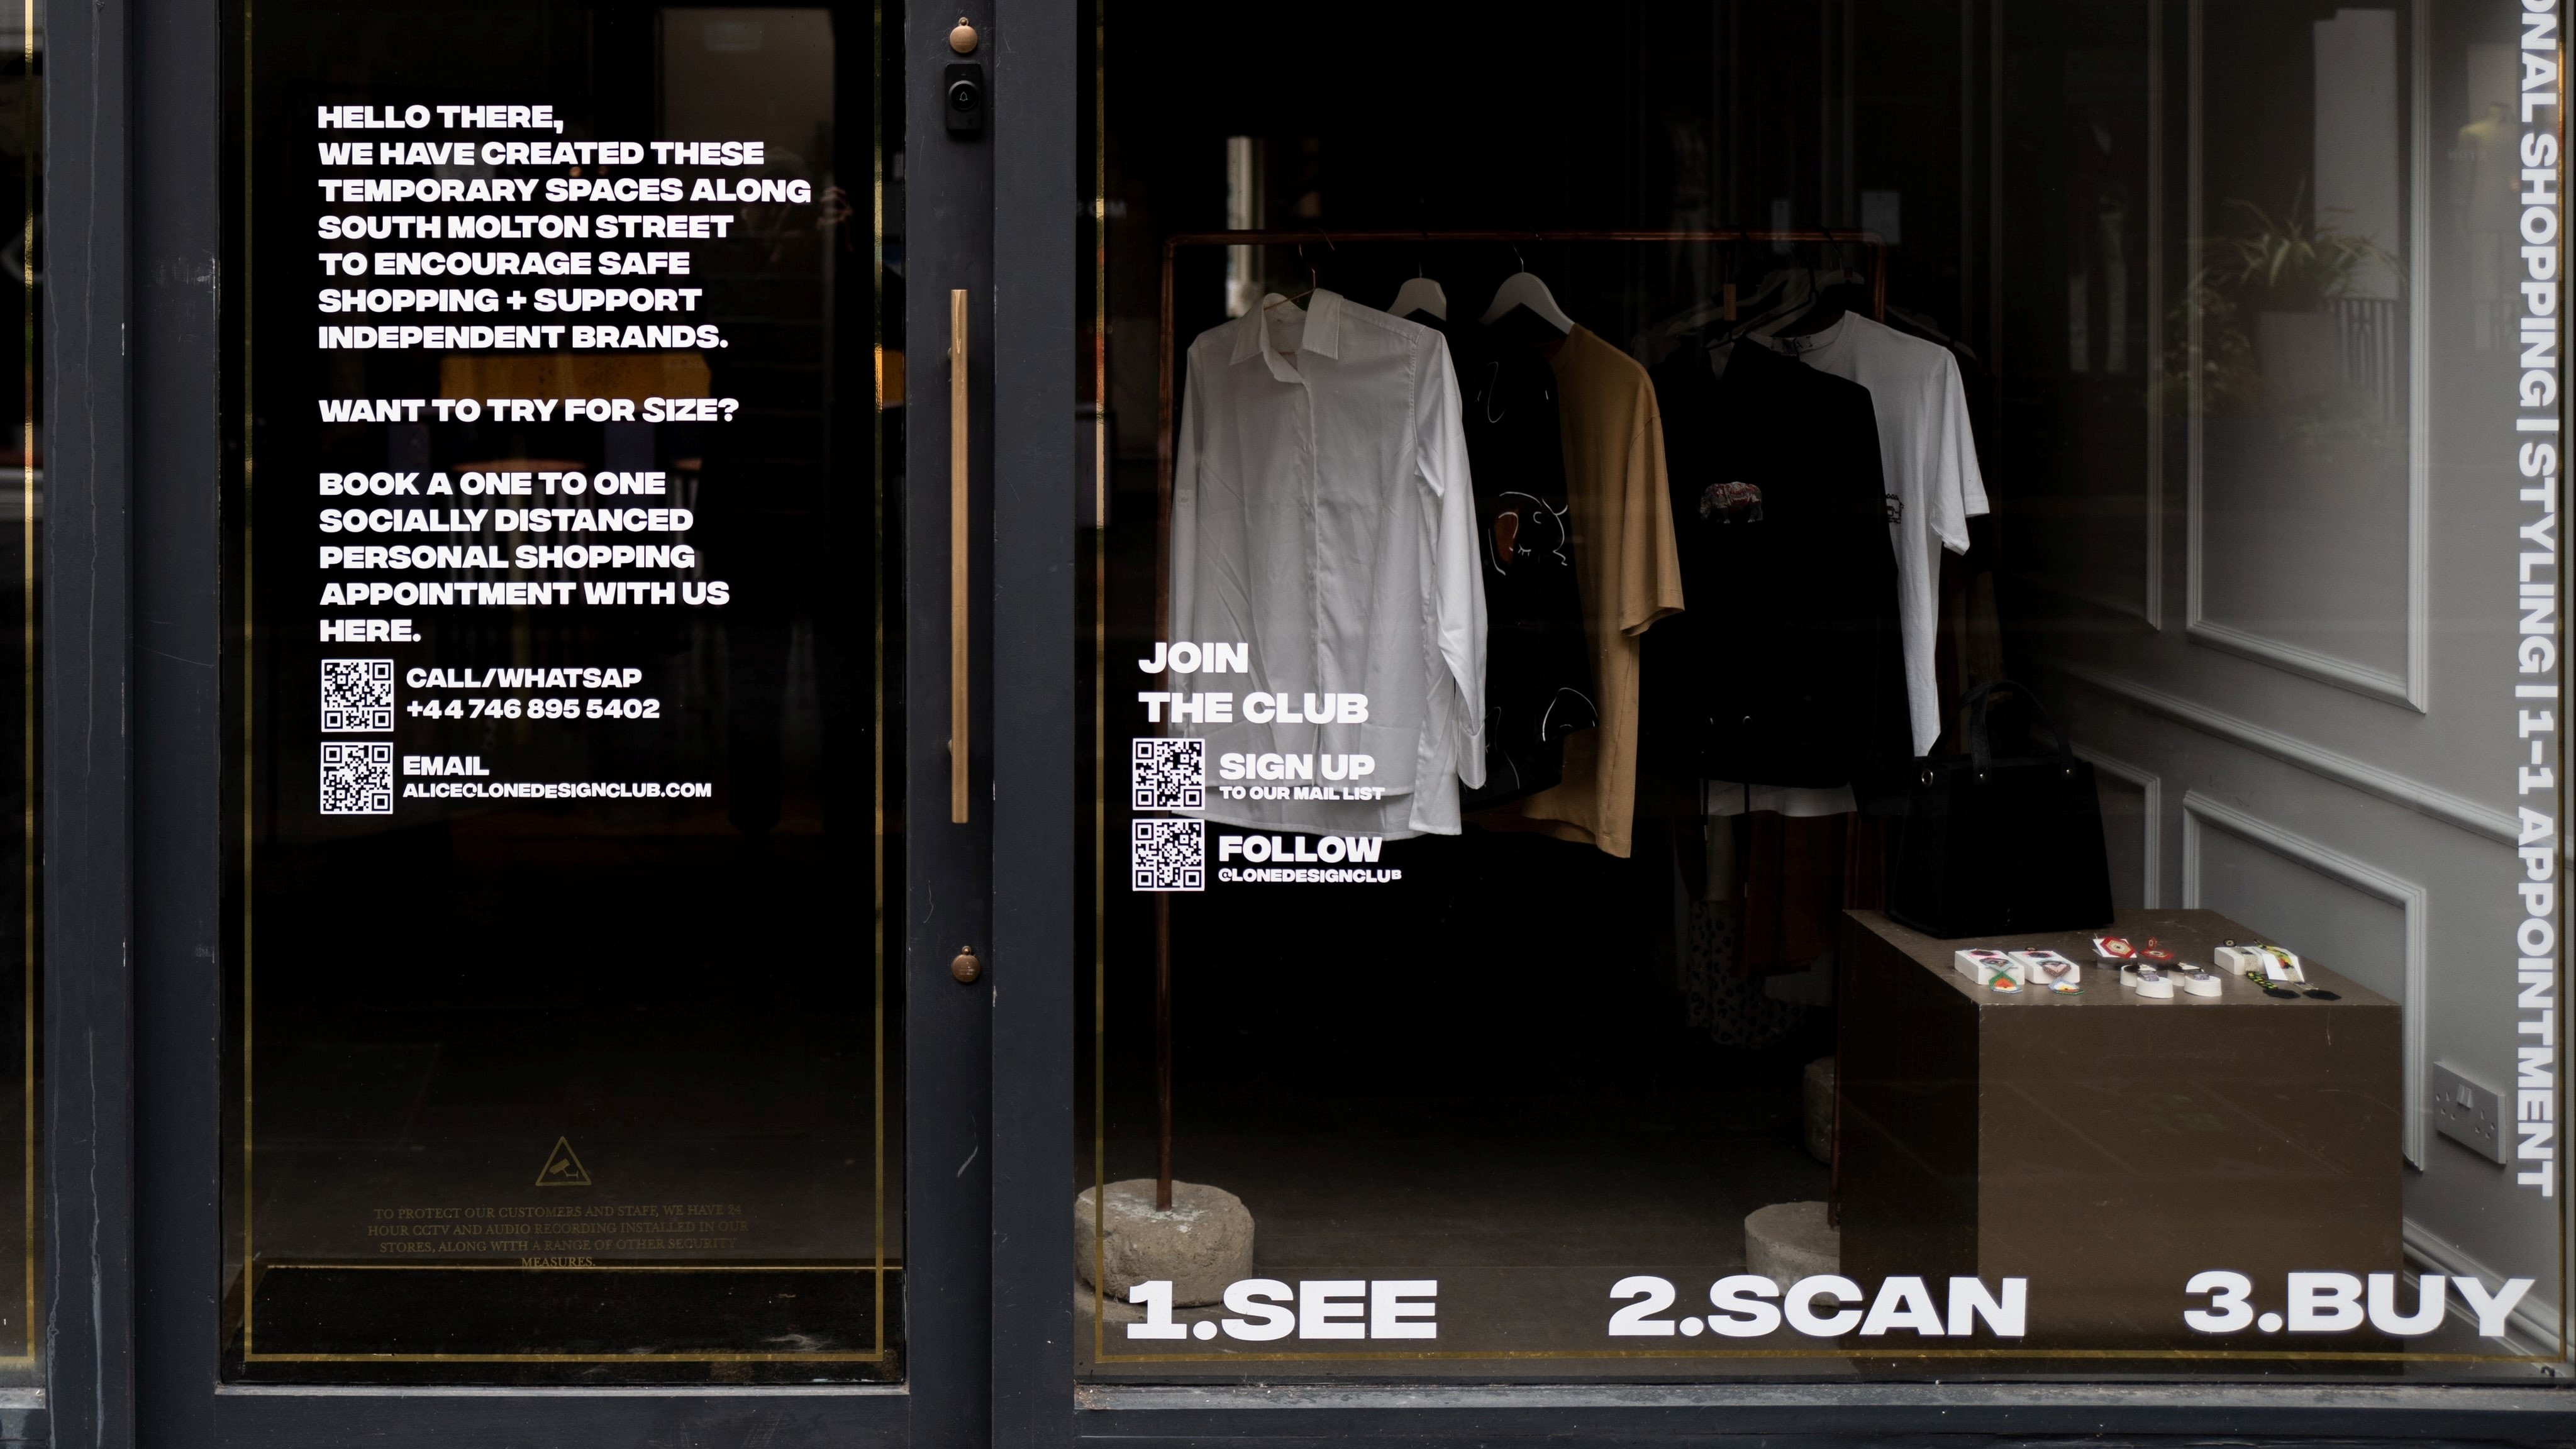 HELLO THERE,
WE HAVE CREATED THESE
TEMPORARY SPACES ALONG
SOUTH MOLTON STREET
TO ENCOURAGE SAFE
SHOPPING + SUPPORT
INDEPENDENT BRANDS.
WANT TO TRY FOR SIZE?
BOOK A ONE TO ONE
SOCIALLY DISTANCED
PERSONAL SHOPPING
APPOINTMENT WITH US
HERE.
CALL/WHATSAP
+44 746 895 5402
EMAIL
ALICE@LONEDESIGNCLUB.COM
TO PROTECT OUR CUSTOMERS AND STAFF, WE HAVE 24
HOUR CCTV AND AUDIO RECORDING INSTALLED IN OUR
STORES, ALONG WITH A RANGE OF OTHER SECURITY
MEASURES.
JOIN
THE CLUB
SIGN UP
TO OUR MAIL LIST
FOLLOW
@LONEDESIGNCLUB
1.SEE 2.SCAN 3.BUY
ONAL SHOPPING | STYLING | 1-1 APPOINTMENT